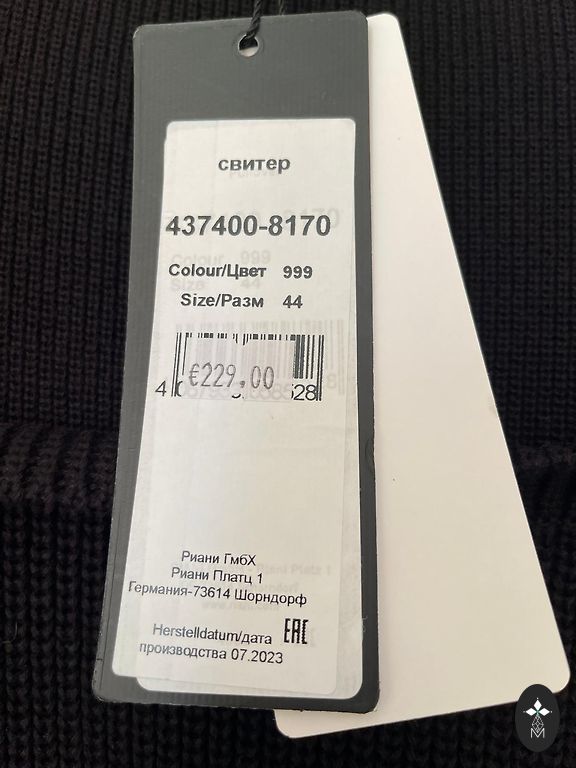 свитер
437400-8170
Colour/Цвет 999
Size/Разм 44
€229,00
Риани ГмбХ
Риани Платц 1
Германия-73614 Шорндорф
Herstelldatum/дата EAC
производства 07.2023
M